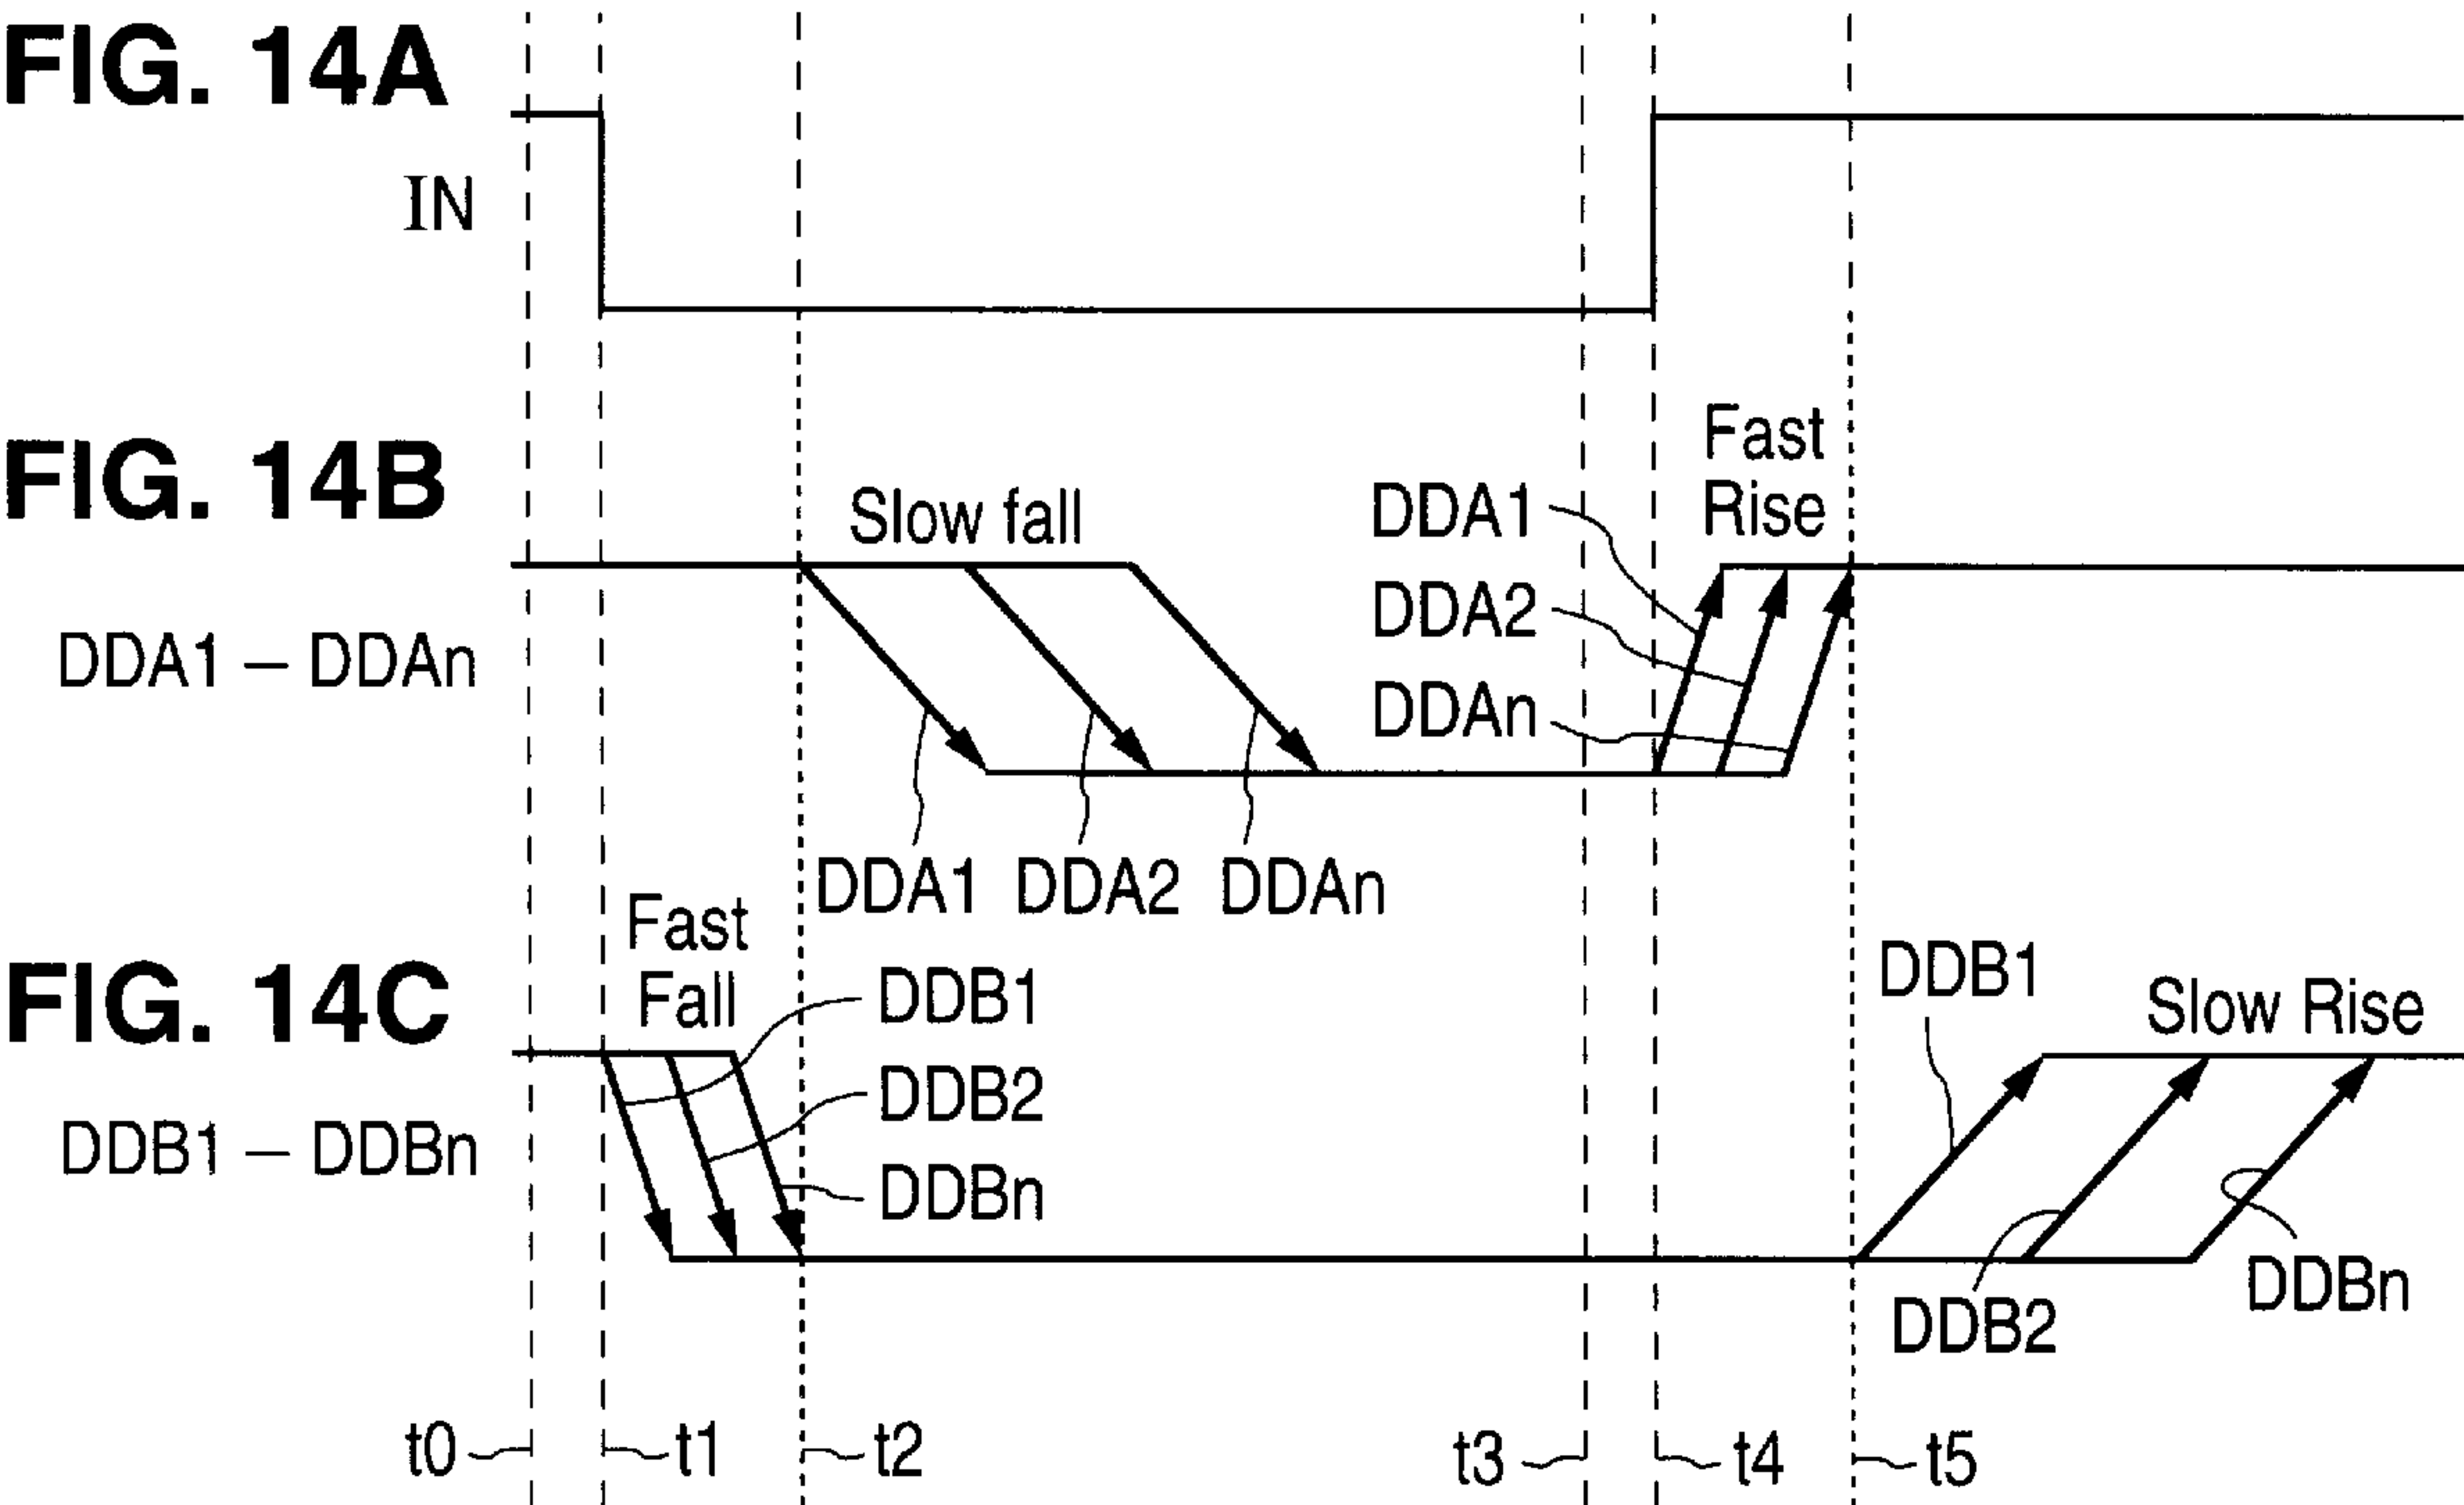 FIG. 14A
IN
FIG. 14B
Slow fall
Fast
Rise
DDA1
DDA2
DDAn
DDA1 – DDAn
DDA1 DDA2 DDAn
FIG. 14C
Fast
Fall
DDB1
DDB2
DDBn
DDB1 – DDBn
DDB1
Slow Rise
DDB2
DDBn
t0 t1 t2 t3 t4 t5